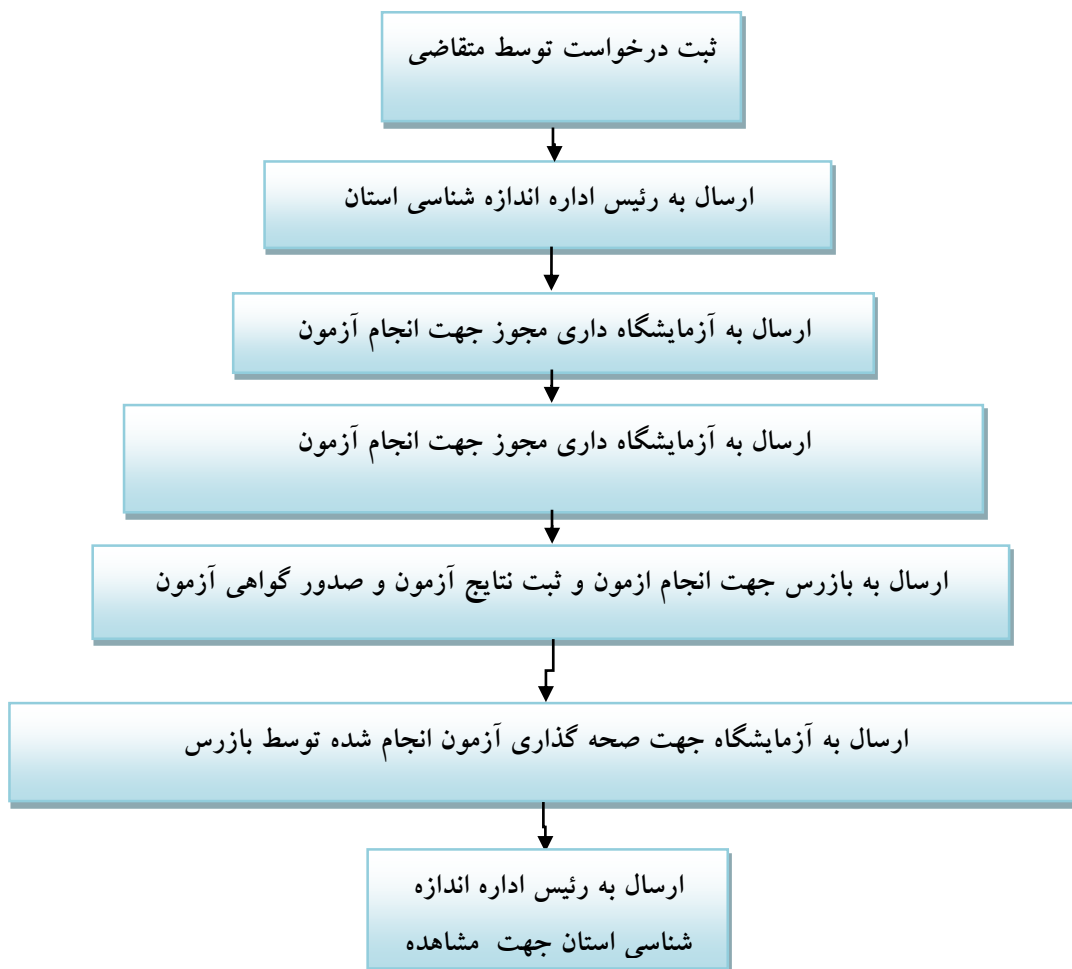 ثبت درخواست توسط متقاضی
ارسال به رئیس اداره اندازه شناسی استان
ارسال به آزمایشگاه داری مجوز جهت انجام آزمون
ارسال به آزمایشگاه داری مجوز جهت انجام آزمون
ارسال به بازرس جهت انجام ازمون و ثبت نتایج آزمون و صدور گواهی آزمون
ارسال به آزمایشگاه جهت صحه گذاری آزمون انجام شده توسط بازرس
ارسال به رئیس اداره اندازه
شناسی استان جهت مشاهده